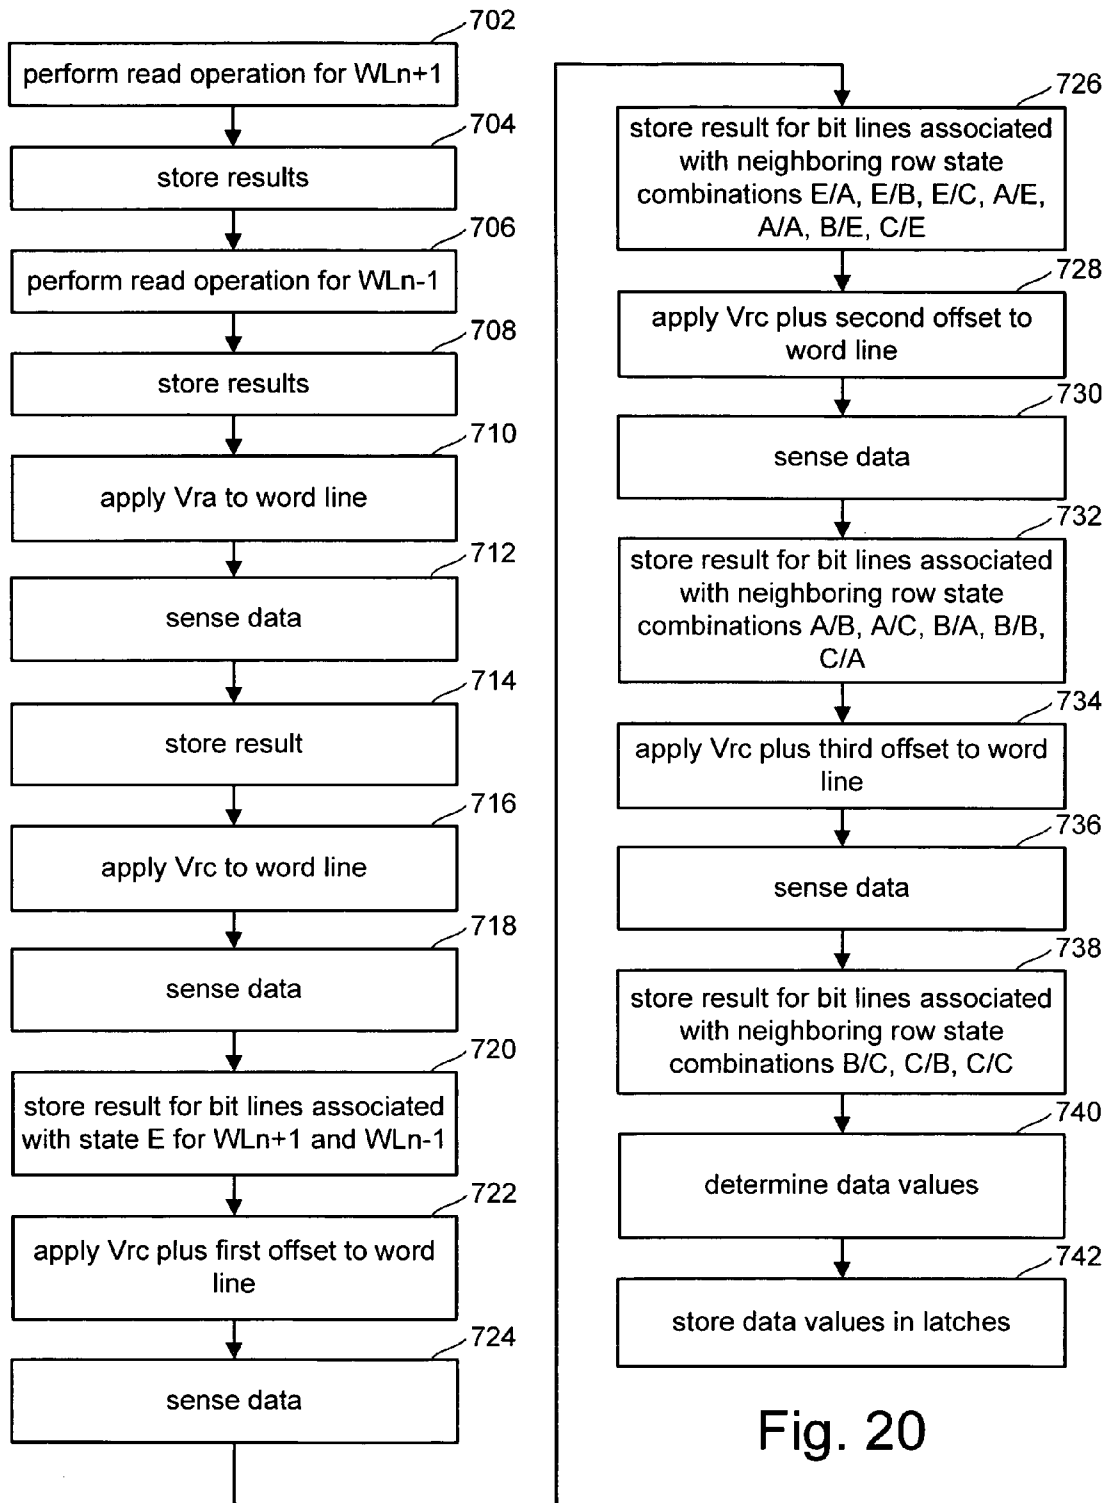 702
perform read operation for WLn+1
704
store results
706
perform read operation for WLn-1
708
store results
710
apply Vra to word line
712
sense data
714
store result
716
apply Vrc to word line
718
sense data
720
store result for bit lines associated
with state E for WLn+1 and WLn-1
722
apply Vrc plus first offset to word
line
724
sense data
726
store result for bit lines associated
with neighboring row state
combinations E/A, E/B, E/C, A/E,
A/A, B/E, C/E
728
apply Vrc plus second offset to
word line
730
sense data
732
store result for bit lines associated
with neighboring row state
combinations A/B, A/C, B/A, B/B,
C/A
734
apply Vrc plus third offset to word
line
736
sense data
738
store result for bit lines associated
with neighboring row state
combinations B/C, C/B, C/C
740
determine data values
742
store data values in latches
Fig. 20